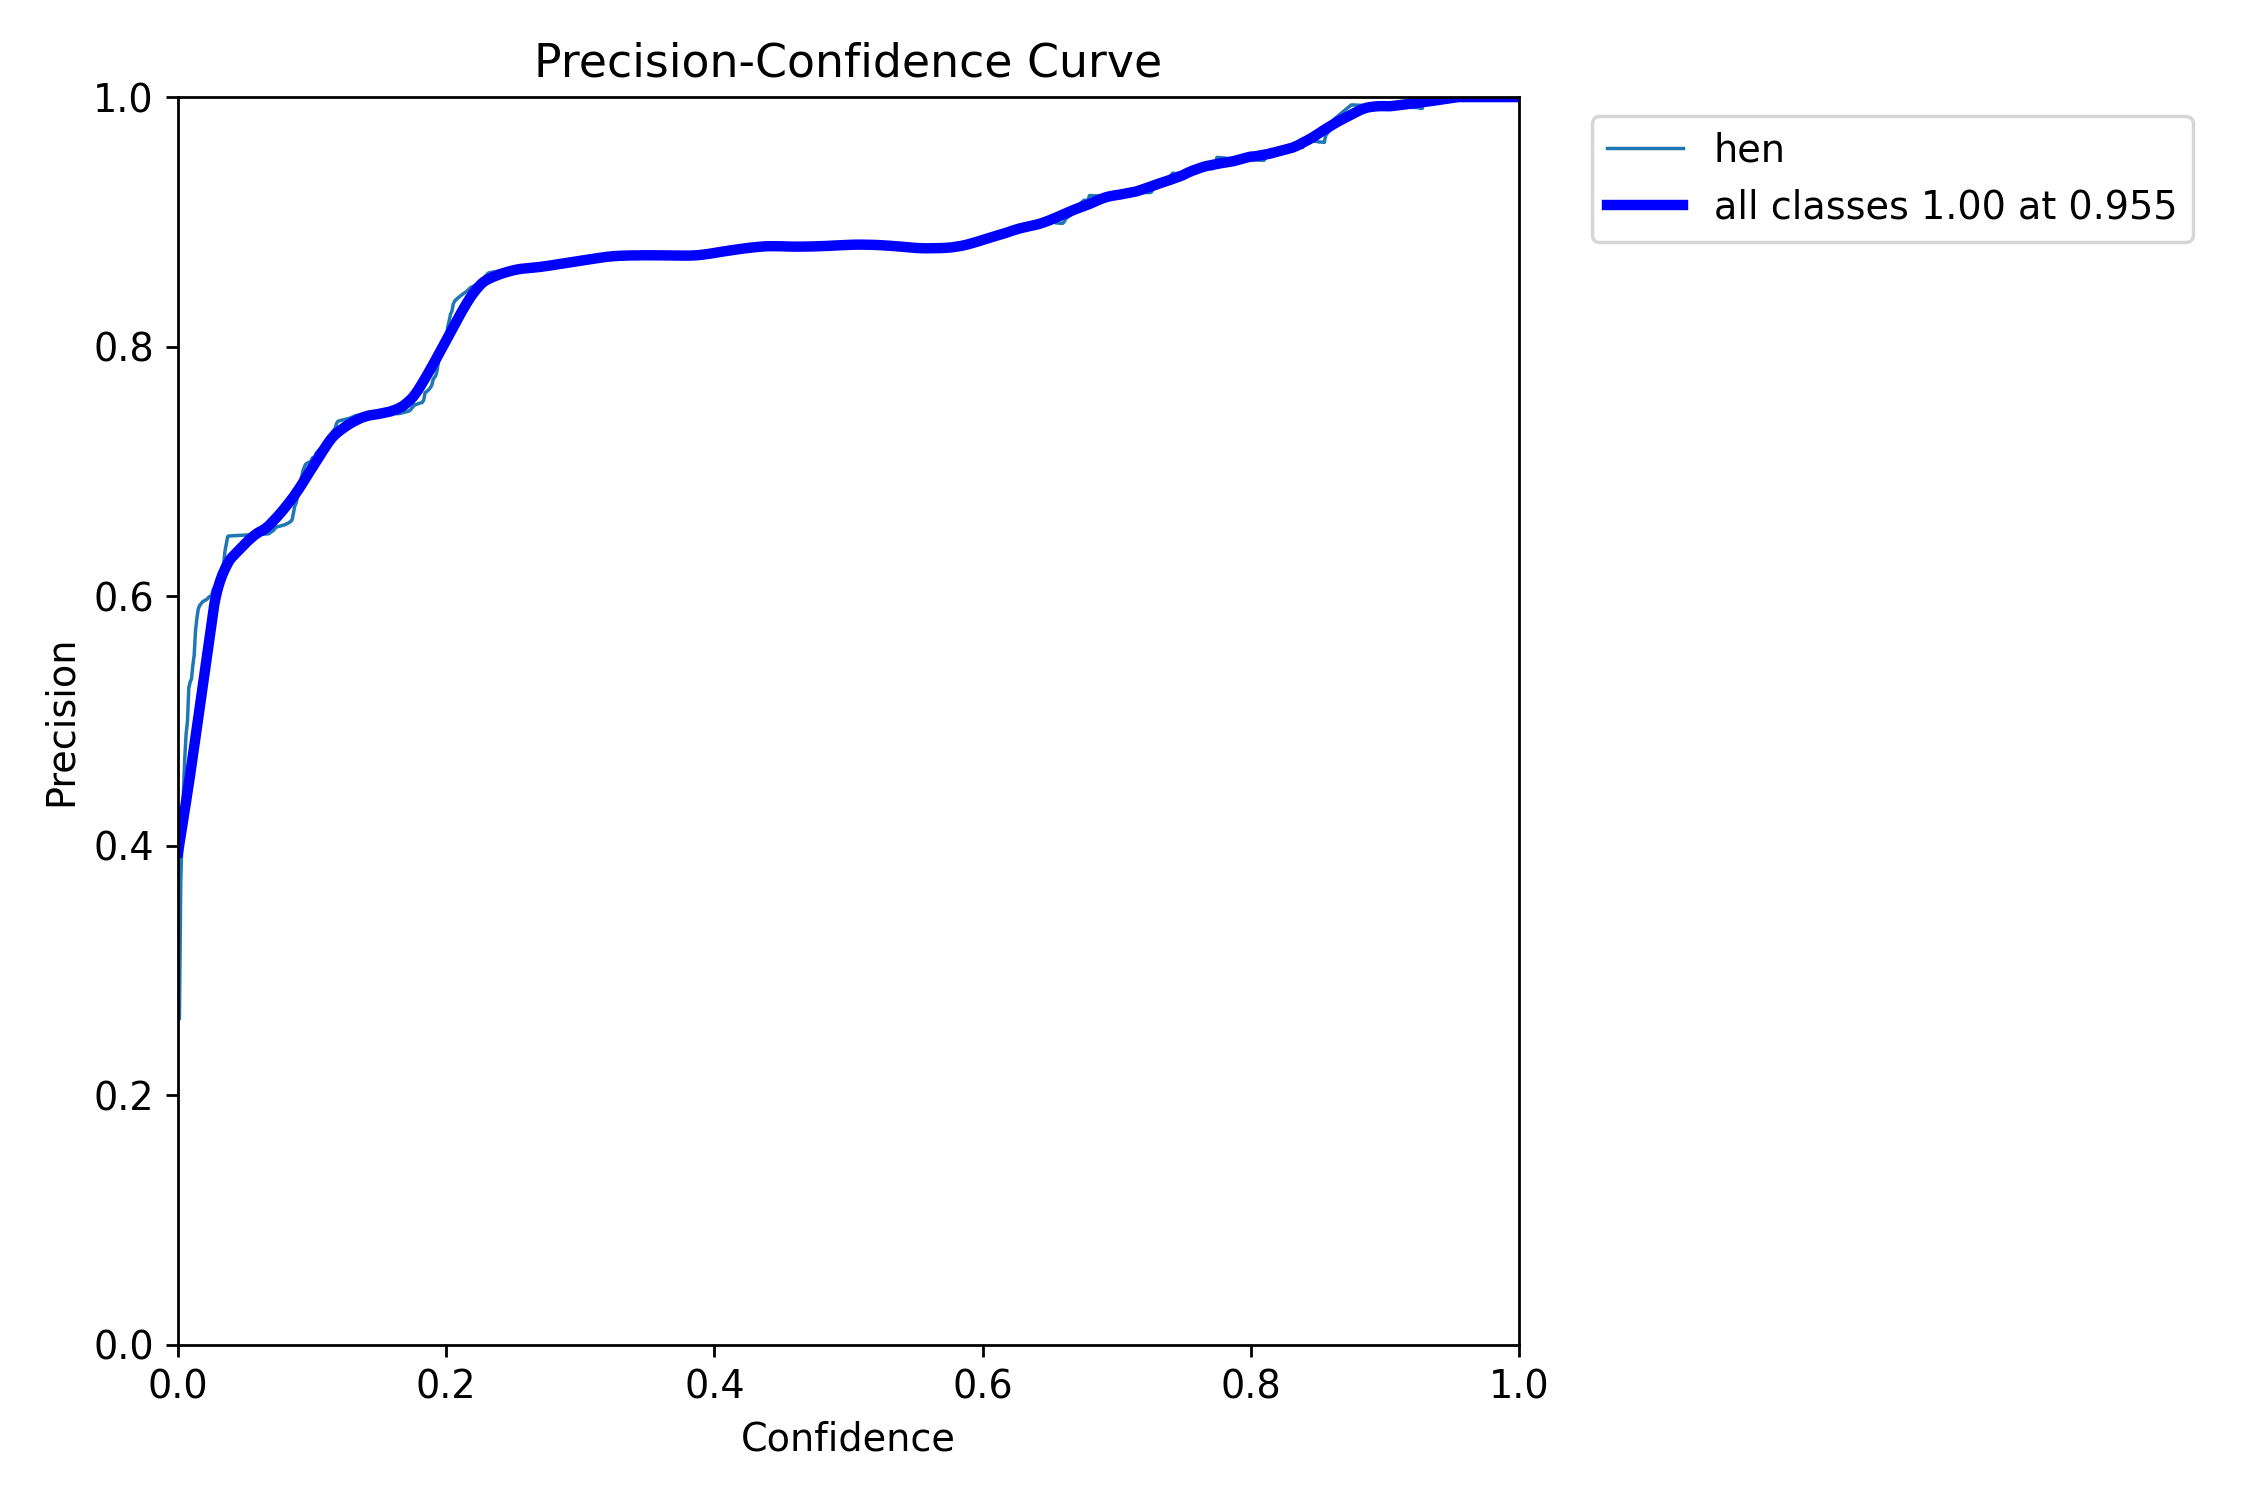 Precision-Confidence Curve
1.0
0.8
0.6
0.4
0.2
0.0
Precision
0.0 0.2 0.4 0.6 0.8 1.0
Confidence
hen
all classes 1.00 at 0.955